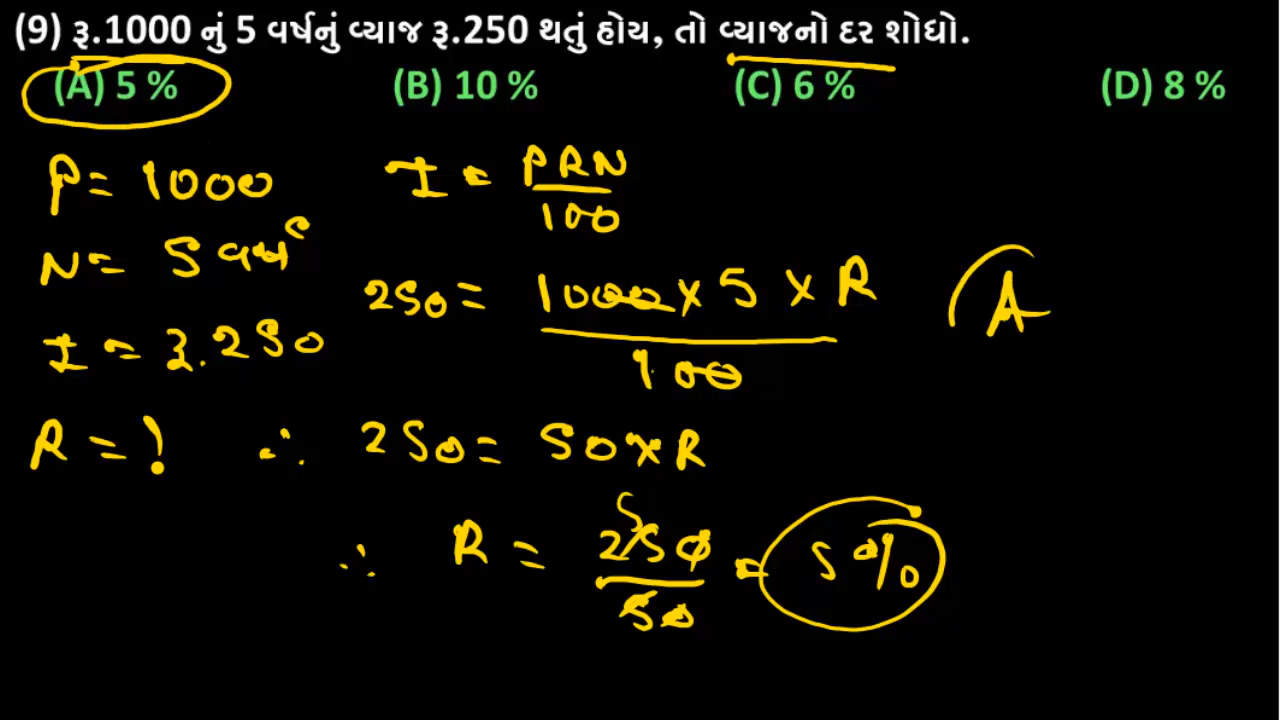 (9) રૂ.1000 નું 5 વર્ષનું વ્યાજ રૂ.250 થતું હોય, તો વ્યાજનો દર શોધો.
(A) 5 % (B) 10 % (C) 6 % (D) 8 %
P = 1000
N = 5 વર્ષ
I = રૂ.250
R = !
I = PRN
100
250 = 1000 × 5 × R
100
∴ 250 = 50 × R
∴ R = 250 = 5%
50
5
A